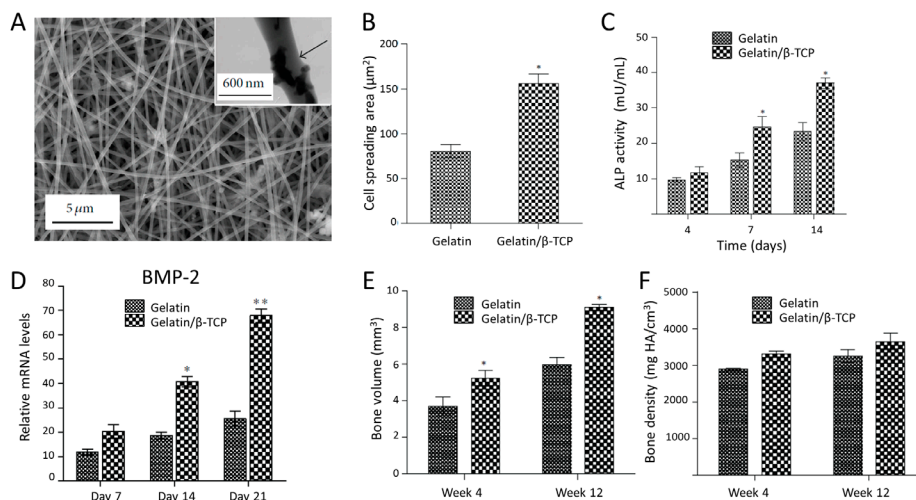 A
600 nm
5 μm
B
Cell spreading area (μm²)
200
150
100
50
0
*
Gelatin
Gelatin/β-TCP
C
ALP activity (mU/mL)
Gelatin
Gelatin/β-TCP
50
40
30
20
10
0
*
*
4
7
14
Time (days)
D
BMP-2
Relative mRNA levels
Gelatin
Gelatin/β-TCP
80
70
60
40
30
20
10
0
*
**
Day 7
Day 14
Day 21
E
Bone volume (mm³)
Gelatin
Gelatin/β-TCP
10
8
6
4
2
0
*
*
Week 4
Week 12
F
Bone density (mg HA/cm³)
Gelatin
Gelatin/β-TCP
5000
4000
3000
2000
1000
0
Week 4
Week 12